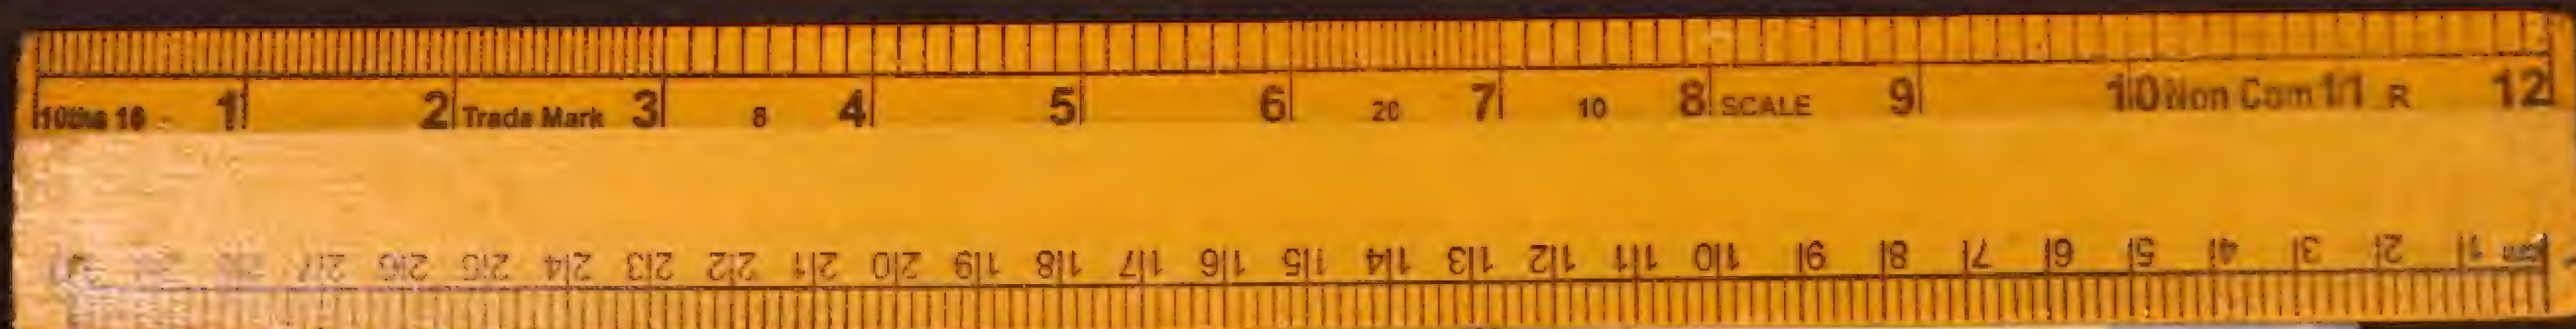 10ths 16 1 2 Trade Mark 3 8 4 5 6 20 7 10 8 SCALE 9 10 Non Com 11 R 12
27 26 25 24 23 22 21 20 19 18 17 16 15 14 13 12 11 10 9 8 7 6 5 4 3 2 1 cm